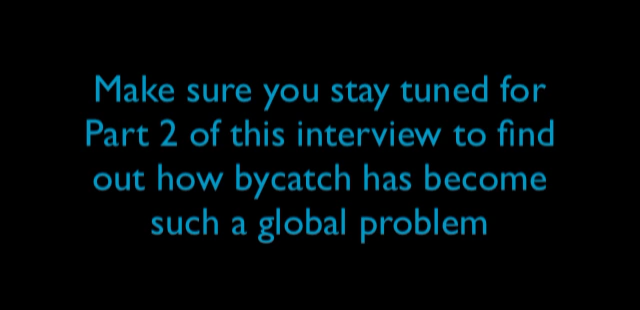 Make sure you stay tuned for
Part 2 of this interview to find
out how bycatch has become
such a global problem